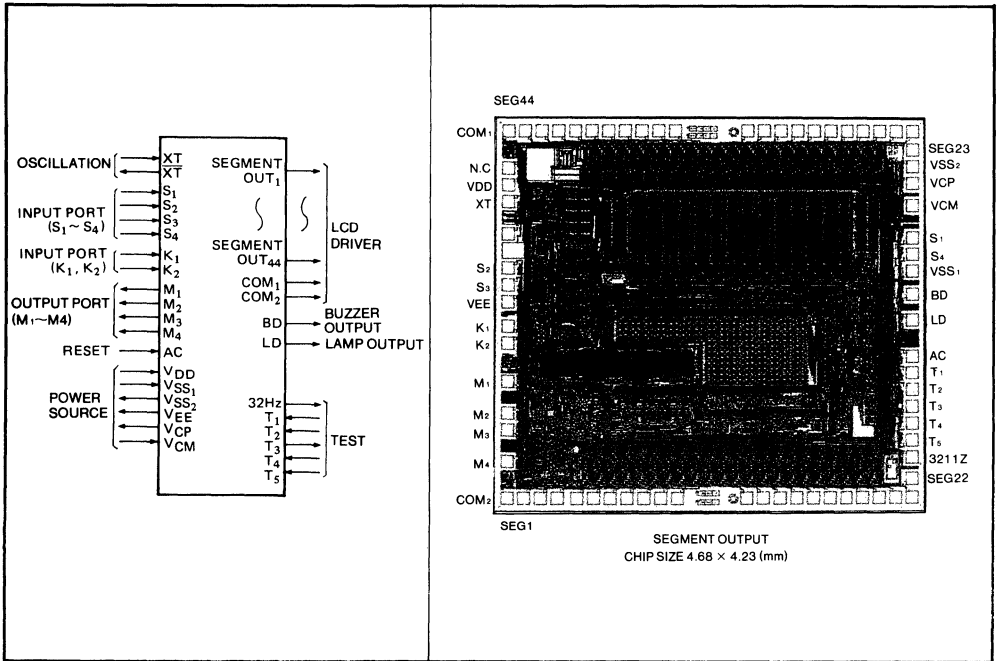 OSCILLATION
XT
XT
INPUT PORT
(S1 ~ S4)
S1
S2
S3
S4
INPUT PORT
(K1, K2)
K1
K2
OUTPUT PORT
(M1~M4)
M1
M2
M3
M4
RESET
AC
POWER
SOURCE
VDD
VSS1
VSS2
VEE
VCP
VCM
SEGMENT
OUT1
SEGMENT
OUT44
COM1
COM2
LCD
DRIVER
BD
BUZZER
OUTPUT
LD
LAMP OUTPUT
32Hz
T1
T2
T3
T4
T5
TEST
SEG44
COM1
N.C
VDD
XT
S2
S3
VEE
K1
K2
M1
M2
M3
M4
COM2
SEG1
SEG23
VSS2
VCP
VCM
S1
S4
VSS1
BD
LD
AC
T1
T2
T3
T4
T5
3211Z
SEG22
SEGMENT OUTPUT
CHIP SIZE 4.68 × 4.23 (mm)